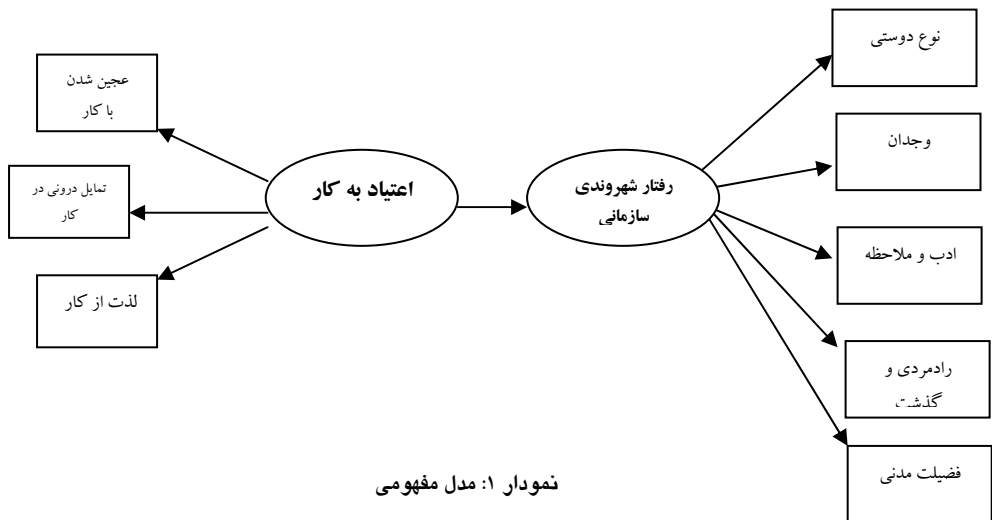 نوع دوستی
عجین شدن
با کار
وجدان
تمایل درونی در
کار
اعتیاد به کار
رفتار شهروندی
سازمانی
ادب و ملاحظه
لذت از کار
رادمردی و
گذشت
فضیلت مدنی
نمودار ۱: مدل مفهومی